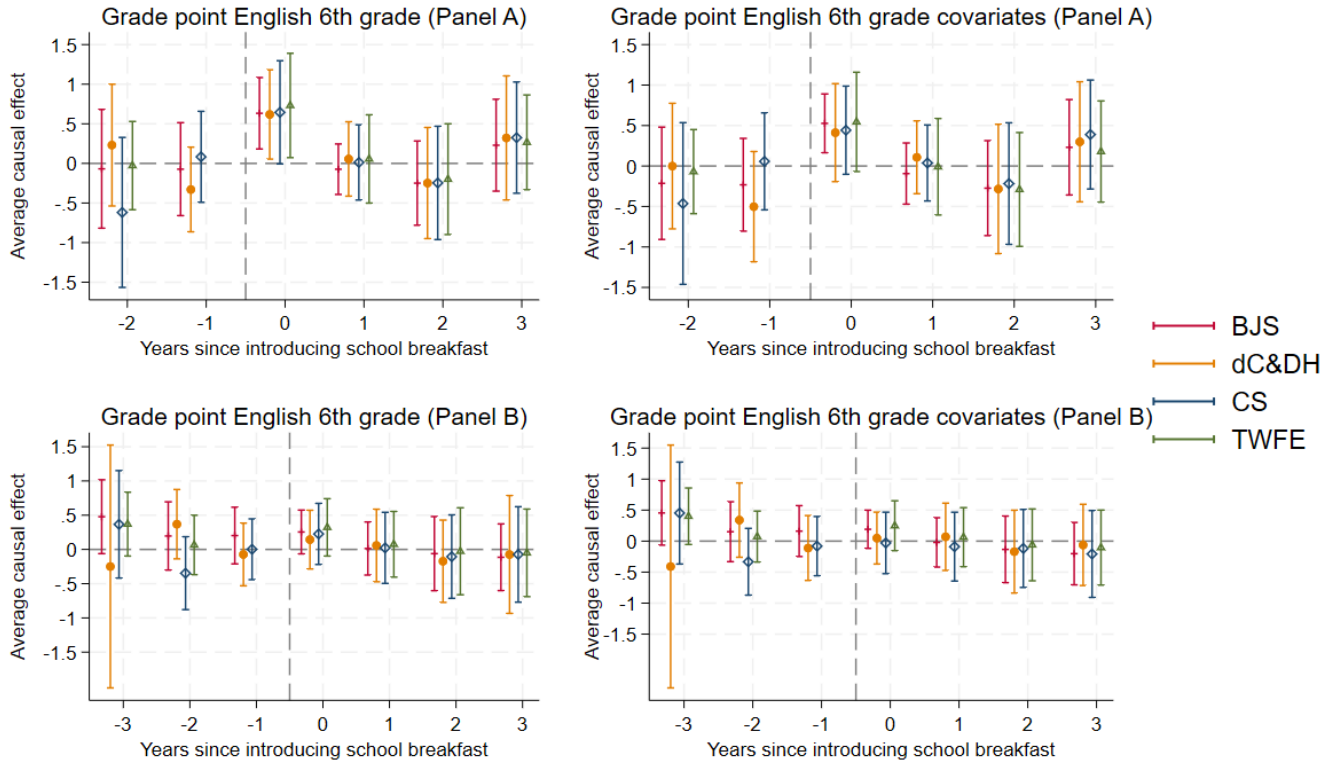 Grade point English 6th grade (Panel A)
Average causal effect
1.5
1
.5
0
-.5
-1
-1.5
-2 -1 0 1 2 3
Years since introducing school breakfast
Grade point English 6th grade covariates (Panel A)
Average causal effect
1.5
1
.5
0
-.5
-1
-1.5
-2 -1 0 1 2 3
Years since introducing school breakfast
Grade point English 6th grade (Panel B)
Average causal effect
1.5
1
.5
0
-.5
-1
-1.5
-3 -2 -1 0 1 2 3
Years since introducing school breakfast
Grade point English 6th grade covariates (Panel B)
Average causal effect
1.5
1
.5
0
-.5
-1
-1.5
-3 -2 -1 0 1 2 3
Years since introducing school breakfast
BJS
dC&DH
CS
TWFE